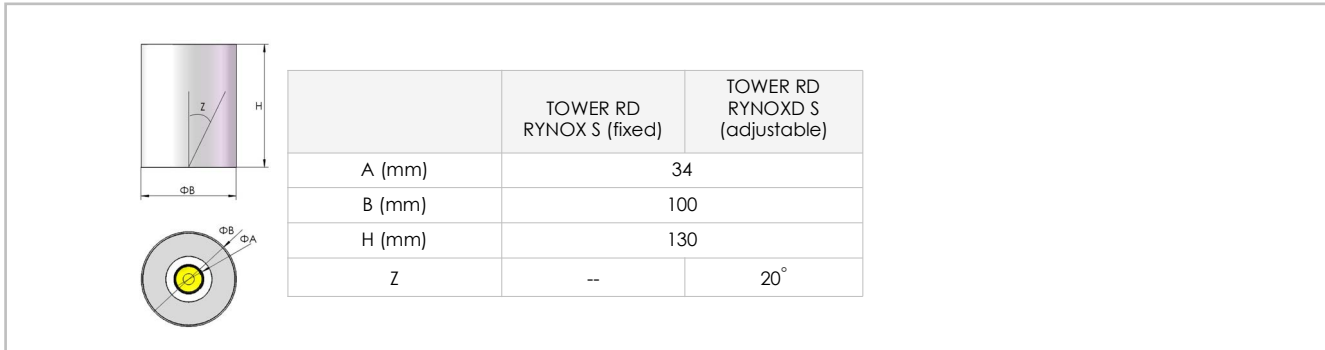 Z
H
ΦB
ΦB
ΦA
TOWER RD
RYNOX S (fixed)
TOWER RD
RYNOXD S
(adjustable)
A (mm) 34
B (mm) 100
H (mm) 130
Z -- 20°